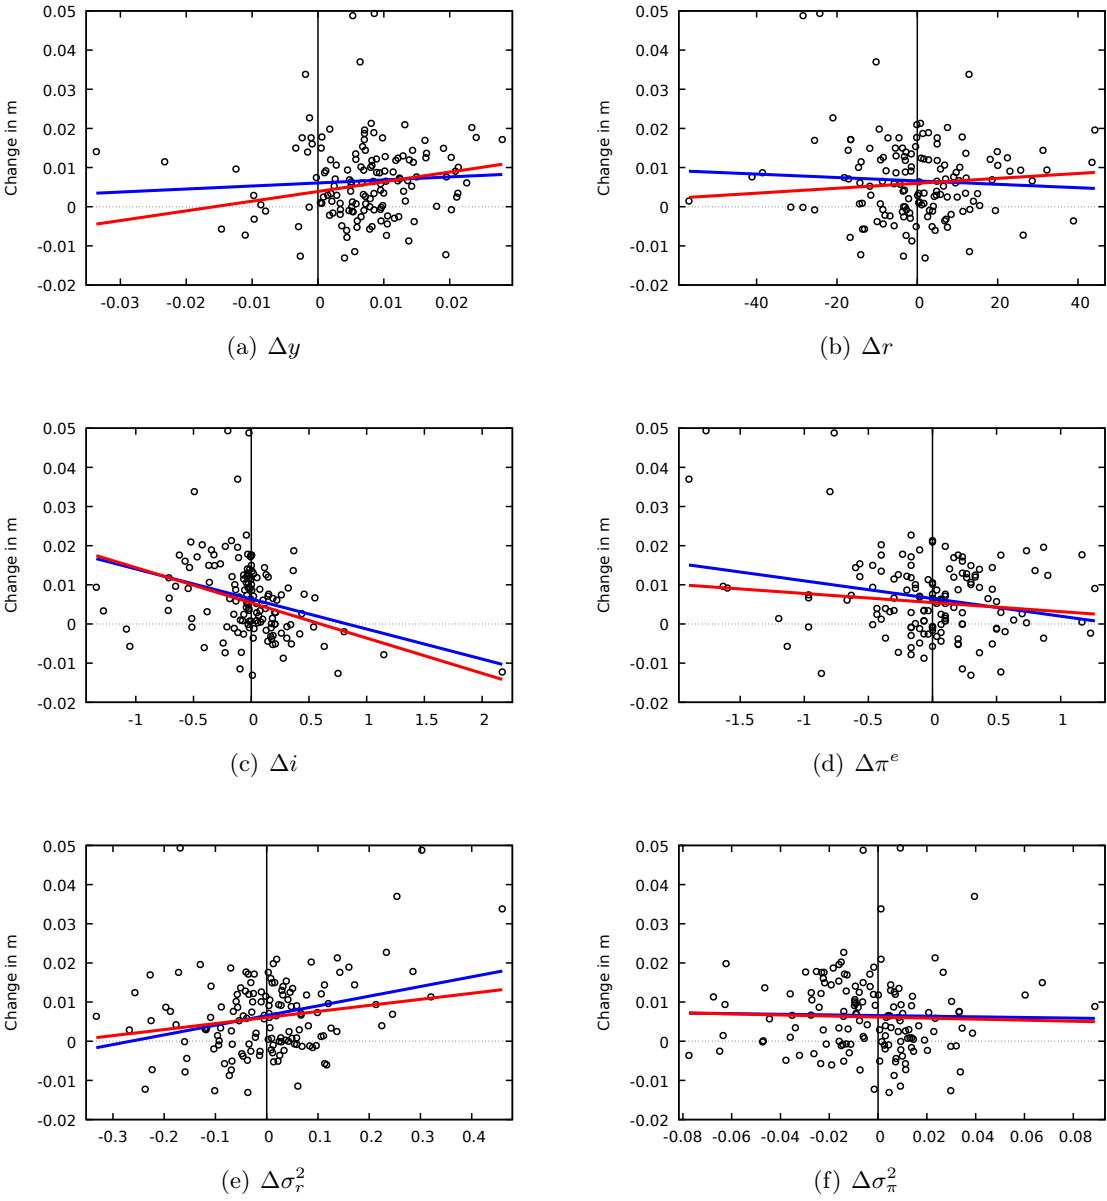 0.05
0.04
0.03
0.02
0.01
0
-0.01
-0.02
Change in m
-0.03 -0.02 -0.01 0 0.01 0.02
(a) Δy
0.05
0.04
0.03
0.02
0.01
0
-0.01
-0.02
Change in m
-40 -20 0 20 40
(b) Δr
0.05
0.04
0.03
0.02
0.01
0
-0.01
-0.02
Change in m
-1 -0.5 0 0.5 1 1.5 2
(c) Δi
0.05
0.04
0.03
0.02
0.01
0
-0.01
-0.02
Change in m
-1.5 -1 -0.5 0 0.5 1
(d) Δπ^e
0.05
0.04
0.03
0.02
0.01
0
-0.01
-0.02
Change in m
-0.3 -0.2 -0.1 0 0.1 0.2 0.3 0.4
(e) Δσ_r^2
0.05
0.04
0.03
0.02
0.01
0
-0.01
-0.02
Change in m
-0.08 -0.06 -0.04 -0.02 0 0.02 0.04 0.06 0.08
(f) Δσ_π^2